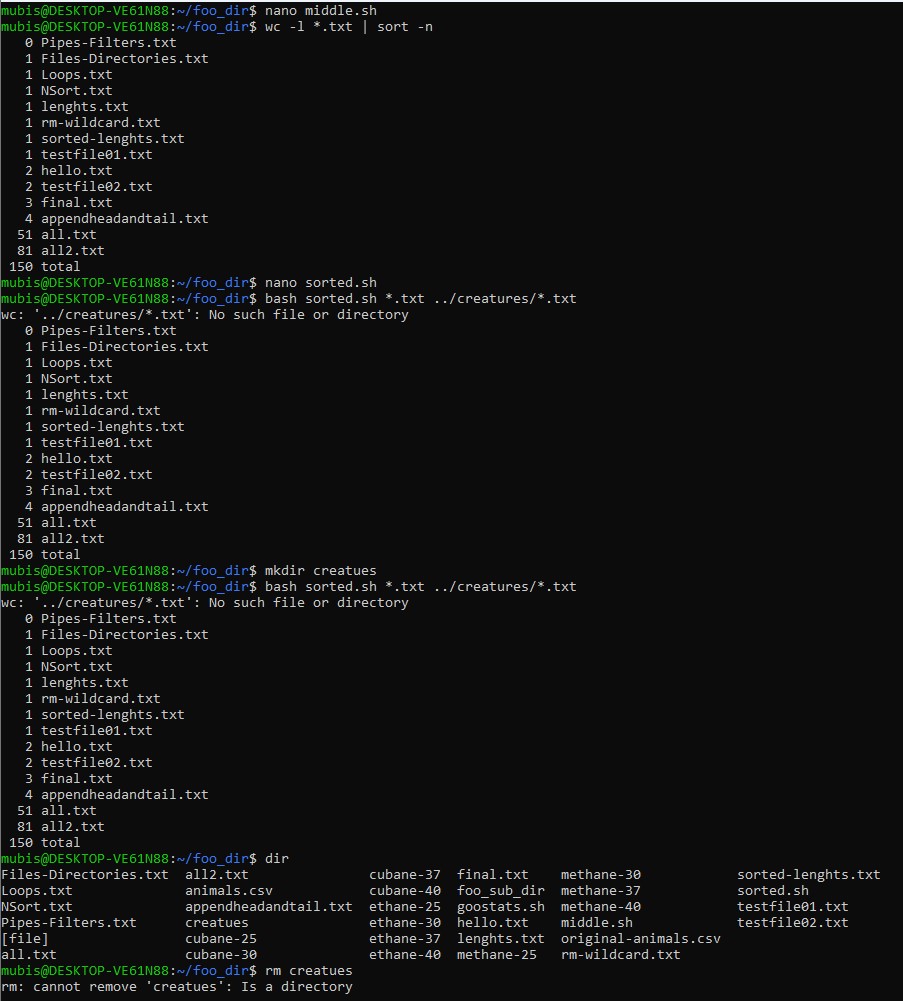 mubis@DESKTOP-VE61N88:~/foo_dir$ nano middle.sh
mubis@DESKTOP-VE61N88:~/foo_dir$ wc -l *.txt | sort -n
   0 Pipes-Filters.txt
   1 Files-Directories.txt
   1 Loops.txt
   1 NSort.txt
   1 lenghts.txt
   1 rm-wildcard.txt
   1 sorted-lenghts.txt
   1 testfile01.txt
   2 hello.txt
   2 testfile02.txt
   3 final.txt
   4 appendheadandtail.txt
  51 all.txt
  81 all2.txt
 150 total
mubis@DESKTOP-VE61N88:~/foo_dir$ nano sorted.sh
mubis@DESKTOP-VE61N88:~/foo_dir$ bash sorted.sh *.txt ../creatures/*.txt
wc: '../creatures/*.txt': No such file or directory
   0 Pipes-Filters.txt
   1 Files-Directories.txt
   1 Loops.txt
   1 NSort.txt
   1 lenghts.txt
   1 rm-wildcard.txt
   1 sorted-lenghts.txt
   1 testfile01.txt
   2 hello.txt
   2 testfile02.txt
   3 final.txt
   4 appendheadandtail.txt
  51 all.txt
  81 all2.txt
 150 total
mubis@DESKTOP-VE61N88:~/foo_dir$ mkdir creatues
mubis@DESKTOP-VE61N88:~/foo_dir$ bash sorted.sh *.txt ../creatures/*.txt
wc: '../creatures/*.txt': No such file or directory
   0 Pipes-Filters.txt
   1 Files-Directories.txt
   1 Loops.txt
   1 NSort.txt
   1 lenghts.txt
   1 rm-wildcard.txt
   1 sorted-lenghts.txt
   1 testfile01.txt
   2 hello.txt
   2 testfile02.txt
   3 final.txt
   4 appendheadandtail.txt
  51 all.txt
  81 all2.txt
 150 total
mubis@DESKTOP-VE61N88:~/foo_dir$ dir
Files-Directories.txt  all2.txt               cubane-37  final.txt    methane-30            sorted-lenghts.txt
Loops.txt              animals.csv            cubane-40  foo_sub_dir  methane-37            sorted.sh
NSort.txt              appendheadandtail.txt  ethane-25  goostats.sh  methane-40            testfile01.txt
Pipes-Filters.txt      creatues               ethane-30  hello.txt    middle.sh             testfile02.txt
[file]                 cubane-25              ethane-37  lenghts.txt  original-animals.csv
all.txt                cubane-30              ethane-40  methane-25   rm-wildcard.txt
mubis@DESKTOP-VE61N88:~/foo_dir$ rm creatues
rm: cannot remove 'creatues': Is a directory